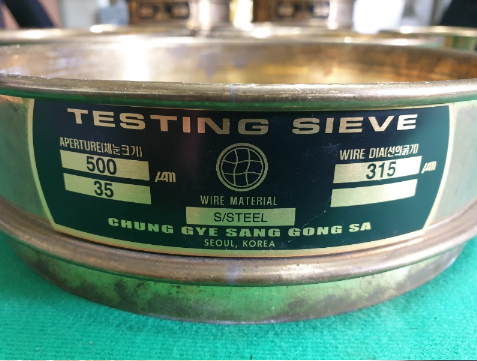 TESTING SIEVE
APERTURE(체눈크기)
500 μm
35
WIRE MATERIAL
S/STEEL
WIRE DIA(선의굵기)
315 μm
CHUNG GYE SANG GONG SA
SEOUL, KOREA